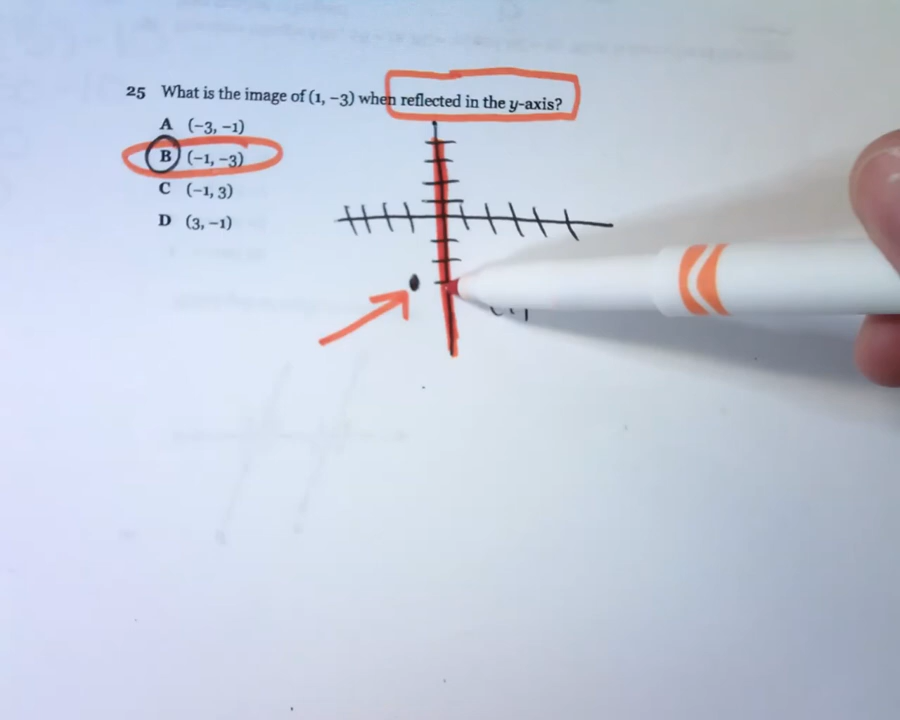 25 What is the image of (1, −3) when reflected in the y-axis?
A (−3, −1)
B (−1, −3)
C (−1, 3)
D (3, −1)